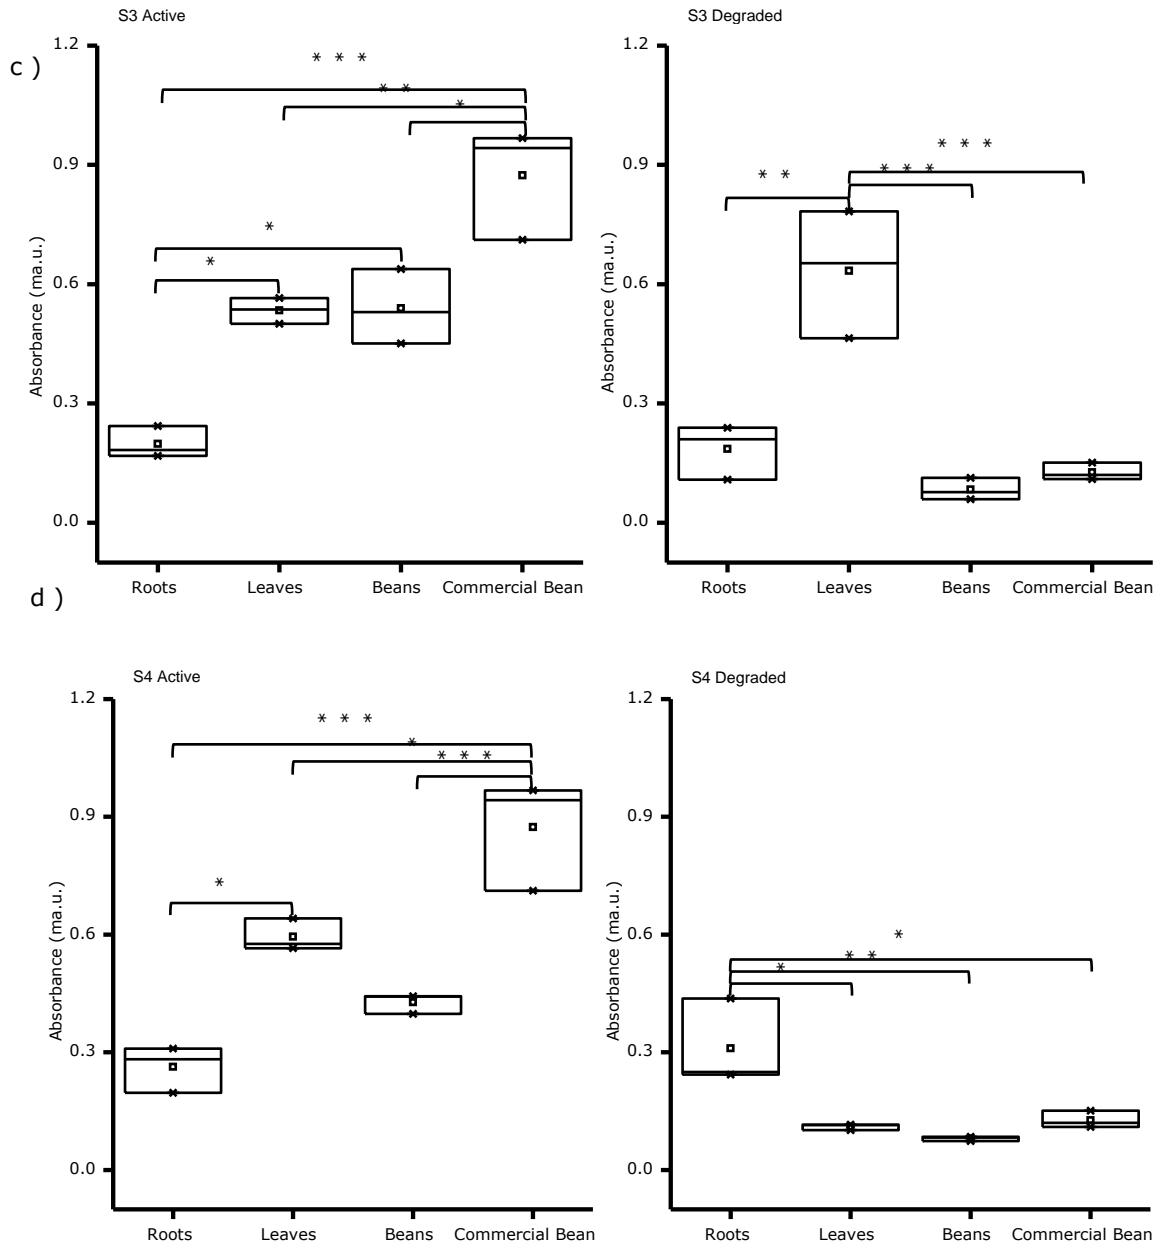 c )
S3 Active
1.2
0.9
0.6
0.3
0.0
Absorbance (ma.u.)
* * *
* *
*
*
*
Roots Leaves Beans Commercial Bean
S3 Degraded
1.2
0.9
0.6
0.3
0.0
Absorbance (ma.u.)
* * *
* * *
* *
Roots Leaves Beans Commercial Bean
d )
S4 Active
1.2
0.9
0.6
0.3
0.0
Absorbance (ma.u.)
* * *
*
* * *
*
Roots Leaves Beans Commercial Bean
S4 Degraded
1.2
0.9
0.6
0.3
0.0
Absorbance (ma.u.)
*
* *
*
Roots Leaves Beans Commercial Bean